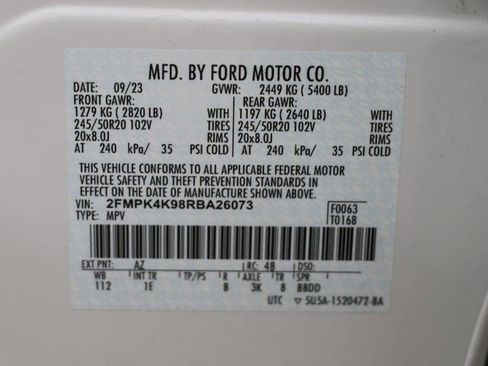 MFD. BY FORD MOTOR CO.
DATE: 09/23 GVWR: 2449 KG ( 5400 LB)
FRONT GAWR: REAR GAWR:
1279 KG ( 2820 LB) 1197 KG ( 2640 LB)
245/50R20 102V TIRES 245/50R20 102V TIRES
20x8.0J RIMS 20x8.0J RIMS
AT 240 kPa/ 35 PSI COLD AT 240 kPa/ 35 PSI COLD
THIS VEHICLE CONFORMS TO ALL APPLICABLE FEDERAL MOTOR
VEHICLE SAFETY AND THEFT PREVENTION STANDARDS IN
EFFECT ON THE DATE OF MANUFACTURE SHOWN ABOVE.
VIN: 2FMPK4K98RBA26073 F0063
TYPE: MPV T0168
EXT PNT: AZ RC: 48 DSO:
WB INT TR TP/PS R AXLE TR SPR
112 1E B 3K 8 BBDD
UTC 5U5A-1520472-BA